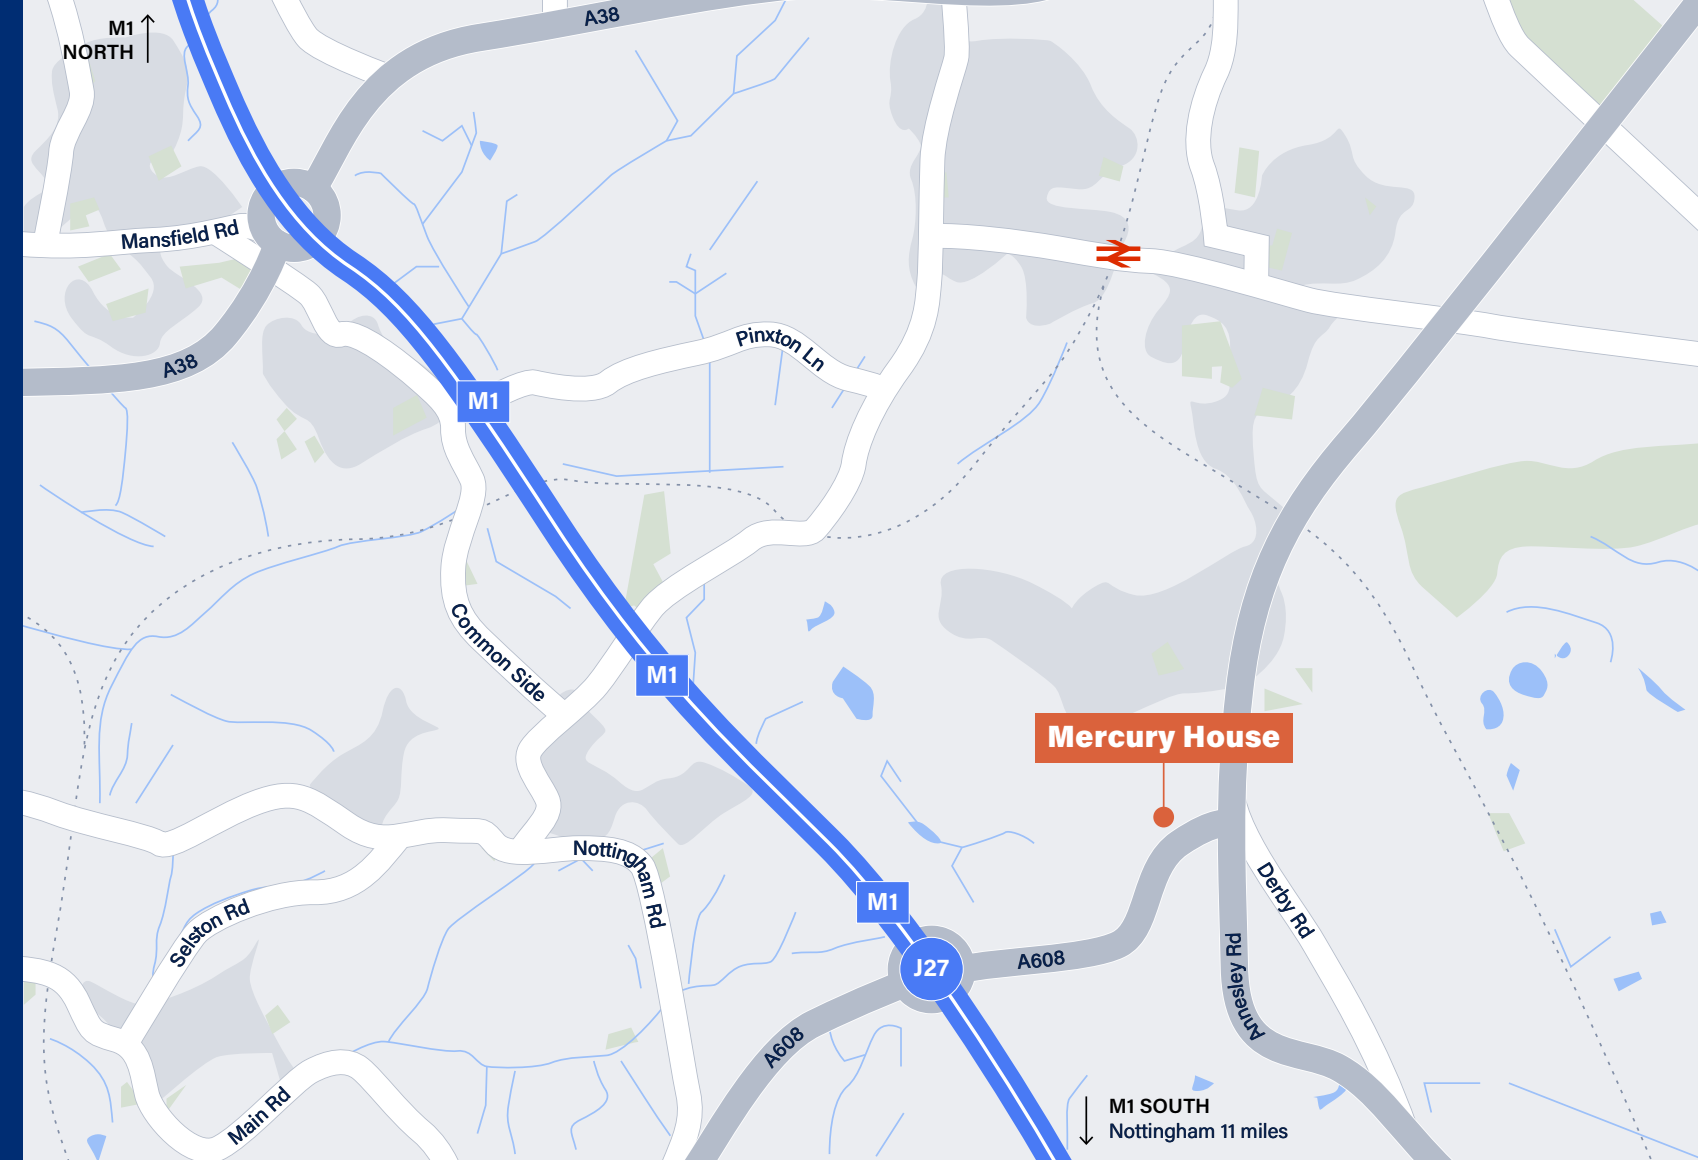 M1
NORTH
A38
Mansfield Rd
A38
Pinxton Ln
M1
Common Side
M1
Mercury House
Nottingham Rd
Selston Rd
M1
Derby Rd
J27
A608
Annesley Rd
A608
Main Rd
M1 SOUTH
Nottingham 11 miles